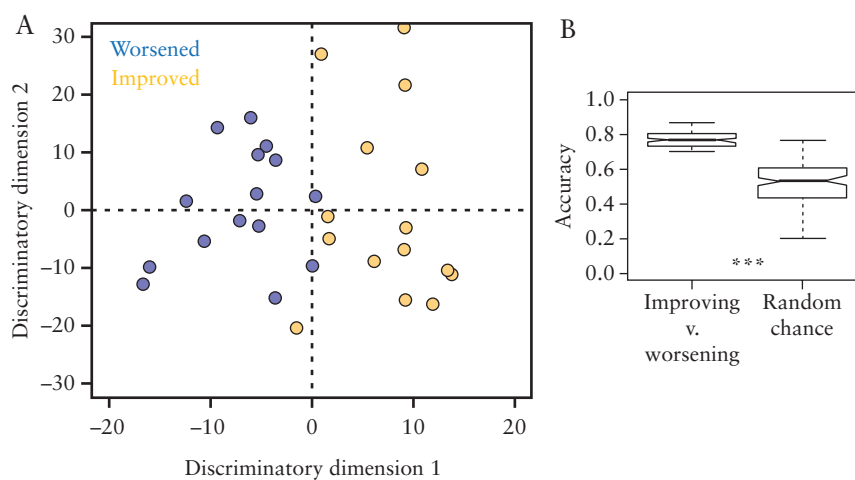 A
Worsened
Improved
Discriminatory dimension 2
30
20
10
0
−10
−20
−30
−20
−10
0
10
20
Discriminatory dimension 1
B
Accuracy
1.0
0.8
0.6
0.4
0.2
0.0
***
Improving
v.
worsening
Random
chance